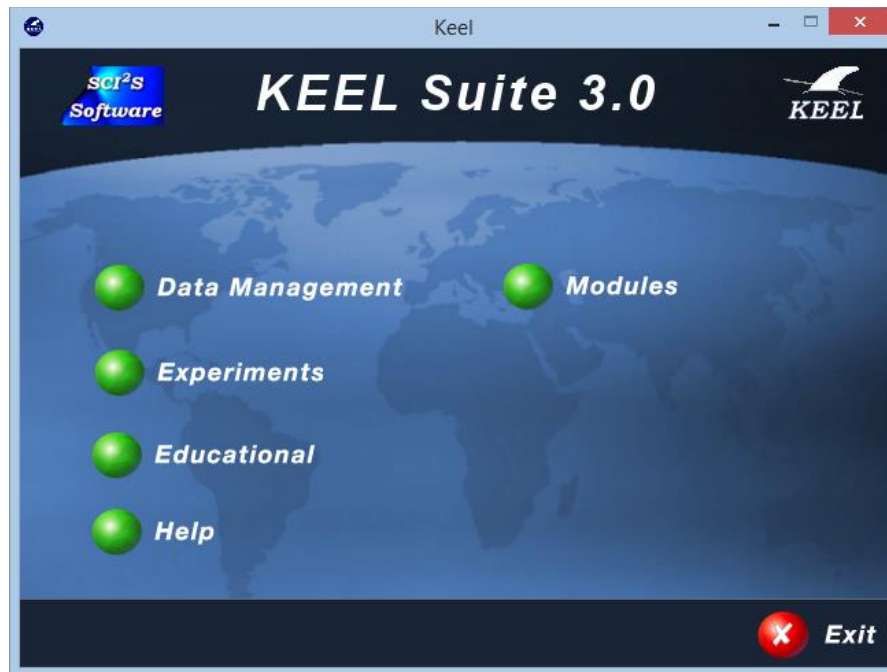 Keel
SCI²S
Software
KEEL Suite 3.0
KEEL
Data Management
Modules
Experiments
Educational
Help
Exit